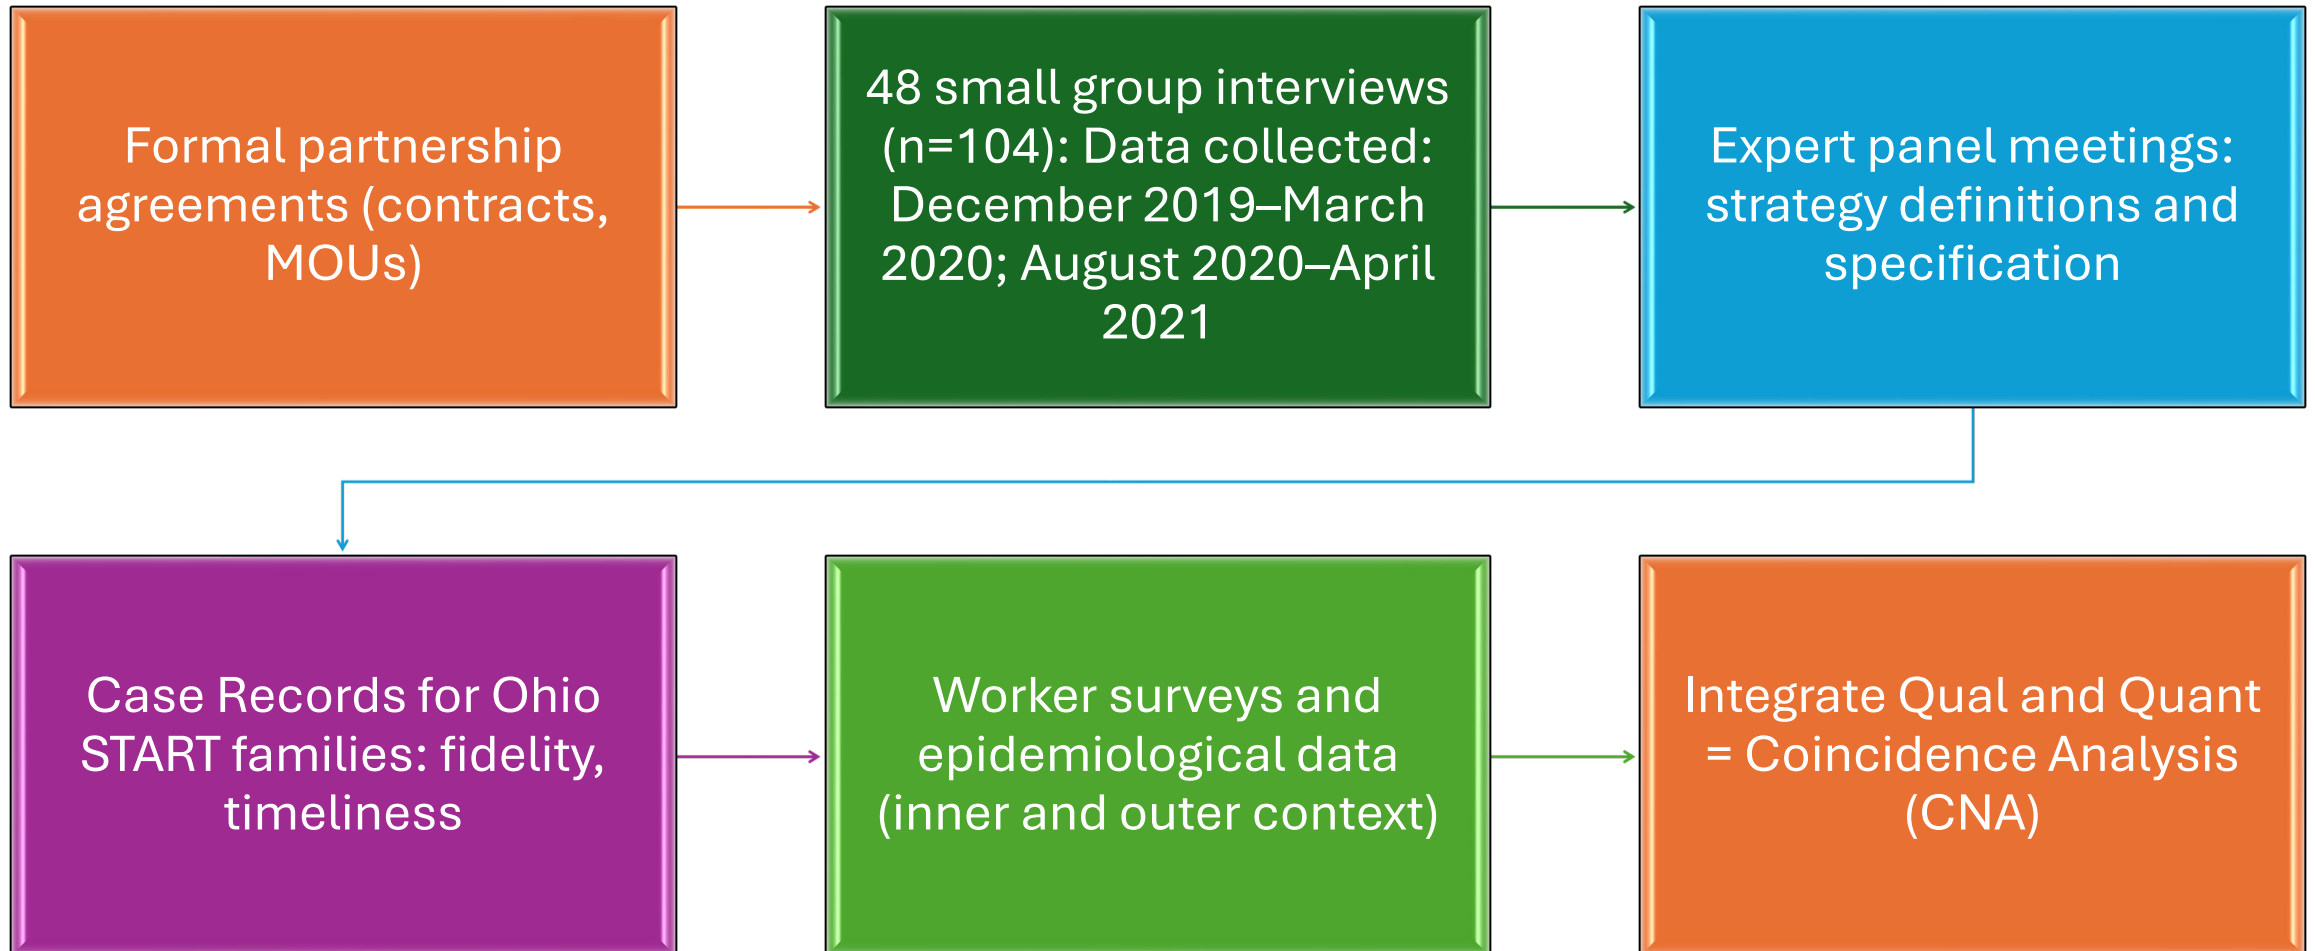 Formal partnership
agreements (contracts,
MOUs)
48 small group interviews
(n=104): Data collected:
December 2019–March
2020; August 2020–April
2021
Expert panel meetings:
strategy definitions and
specification
Case Records for Ohio
START families: fidelity,
timeliness
Worker surveys and
epidemiological data
(inner and outer context)
Integrate Qual and Quant
= Coincidence Analysis
(CNA)